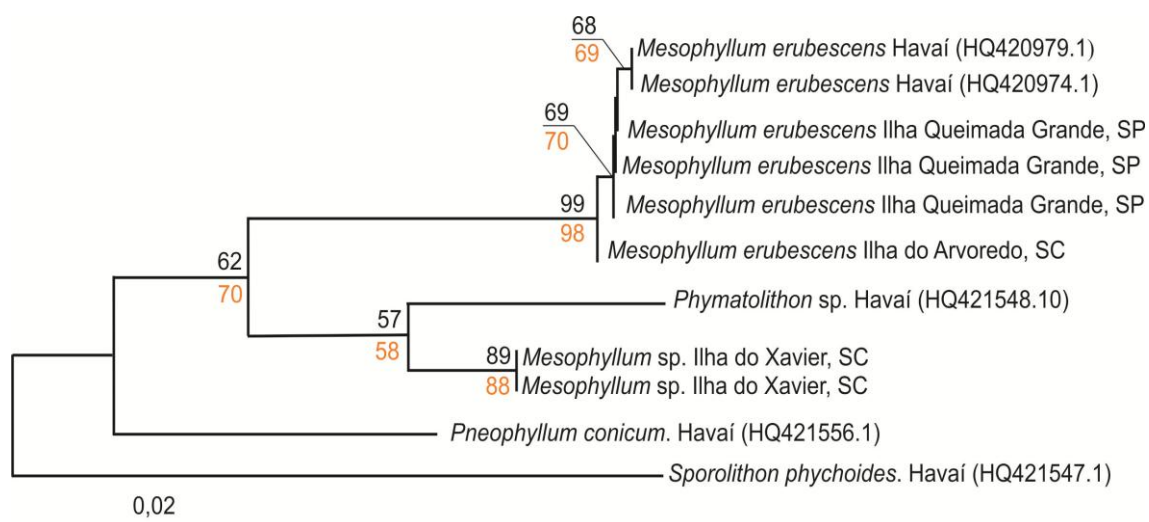 68
69
Mesophyllum erubescens Havaí (HQ420979.1)
Mesophyllum erubescens Havaí (HQ420974.1)
69
70
Mesophyllum erubescens Ilha Queimada Grande, SP
Mesophyllum erubescens Ilha Queimada Grande, SP
Mesophyllum erubescens Ilha Queimada Grande, SP
99
98
Mesophyllum erubescens Ilha do Arvoredo, SC
62
70
Phymatolithon sp. Havaí (HQ421548.10)
57
58
89
88
Mesophyllum sp. Ilha do Xavier, SC
Mesophyllum sp. Ilha do Xavier, SC
Pneophyllum conicum. Havaí (HQ421556.1)
Sporolithon phychoides. Havaí (HQ421547.1)
0,02